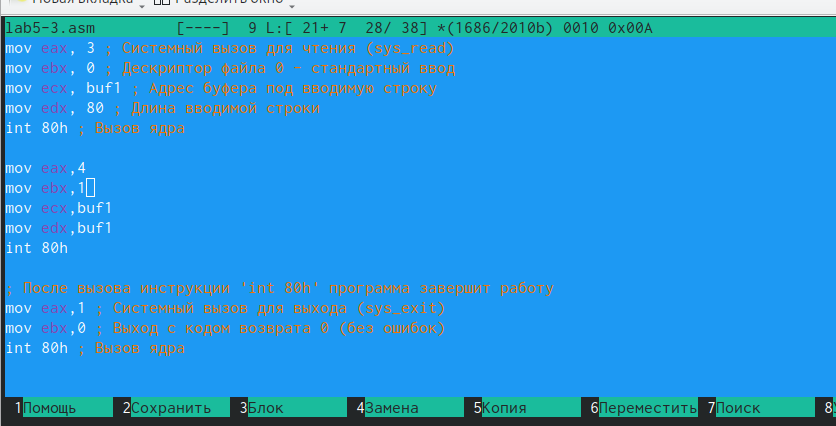 Новая вкладка Разделить окно
lab5-3.asm [----] 9 L:[ 21+ 7 28/ 38] *(1686/2010b) 0010 0x00A
mov eax, 3 ; Системный вызов для чтения (sys_read)
mov ebx, 0 ; Дескриптор файла 0 - стандартный ввод
mov ecx, buf1 ; Адрес буфера под вводимую строку
mov edx, 80 ; Длина вводимой строки
int 80h ; Вызов ядра
mov eax,4
mov ebx,1
mov ecx,buf1
mov edx,buf1
int 80h
; После вызова инструкции 'int 80h' программа завершит работу
mov eax,1 ; Системный вызов для выхода (sys_exit)
mov ebx,0 ; Выход с кодом возврата 0 (без ошибок)
int 80h ; Вызов ядра
1Помощь 2Сохранить 3Блок 4Замена 5Копия 6Переместить 7Поиск 8